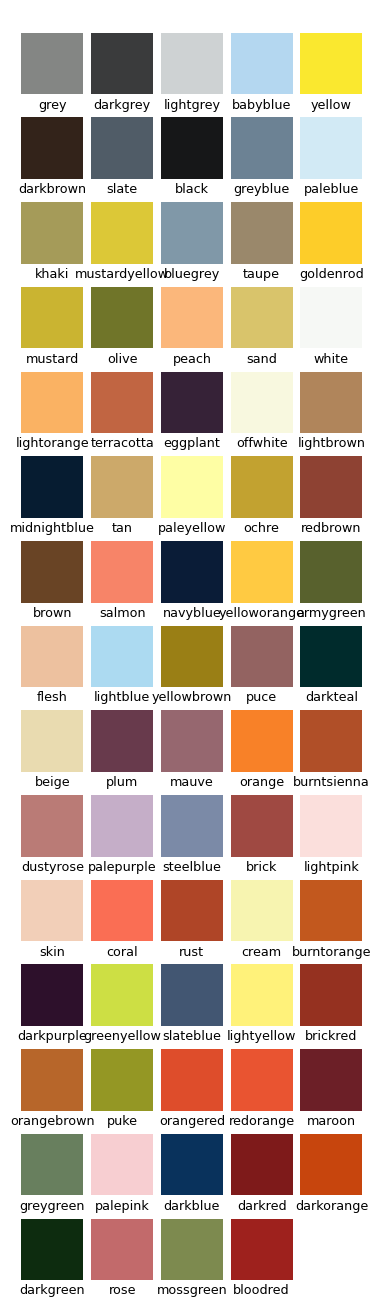 grey darkgrey lightgrey babyblue yellow
darkbrown slate black greyblue paleblue
khaki mustardyellow bluegrey taupe goldenrod
mustard olive peach sand white
lightorange terracotta eggplant offwhite lightbrown
midnightblue tan paleyellow ochre redbrown
brown salmon navyblue yelloworange armygreen
flesh lightblue yellowbrown puce darkteal
beige plum mauve orange burntsienna
dustyrose palepurple steelblue brick lightpink
skin coral rust cream burntorange
darkpurple greenyellow slateblue lightyellow brickred
orangebrown puke orangered redorange maroon
greygreen palepink darkblue darkred darkorange
darkgreen rose mossgreen bloodred